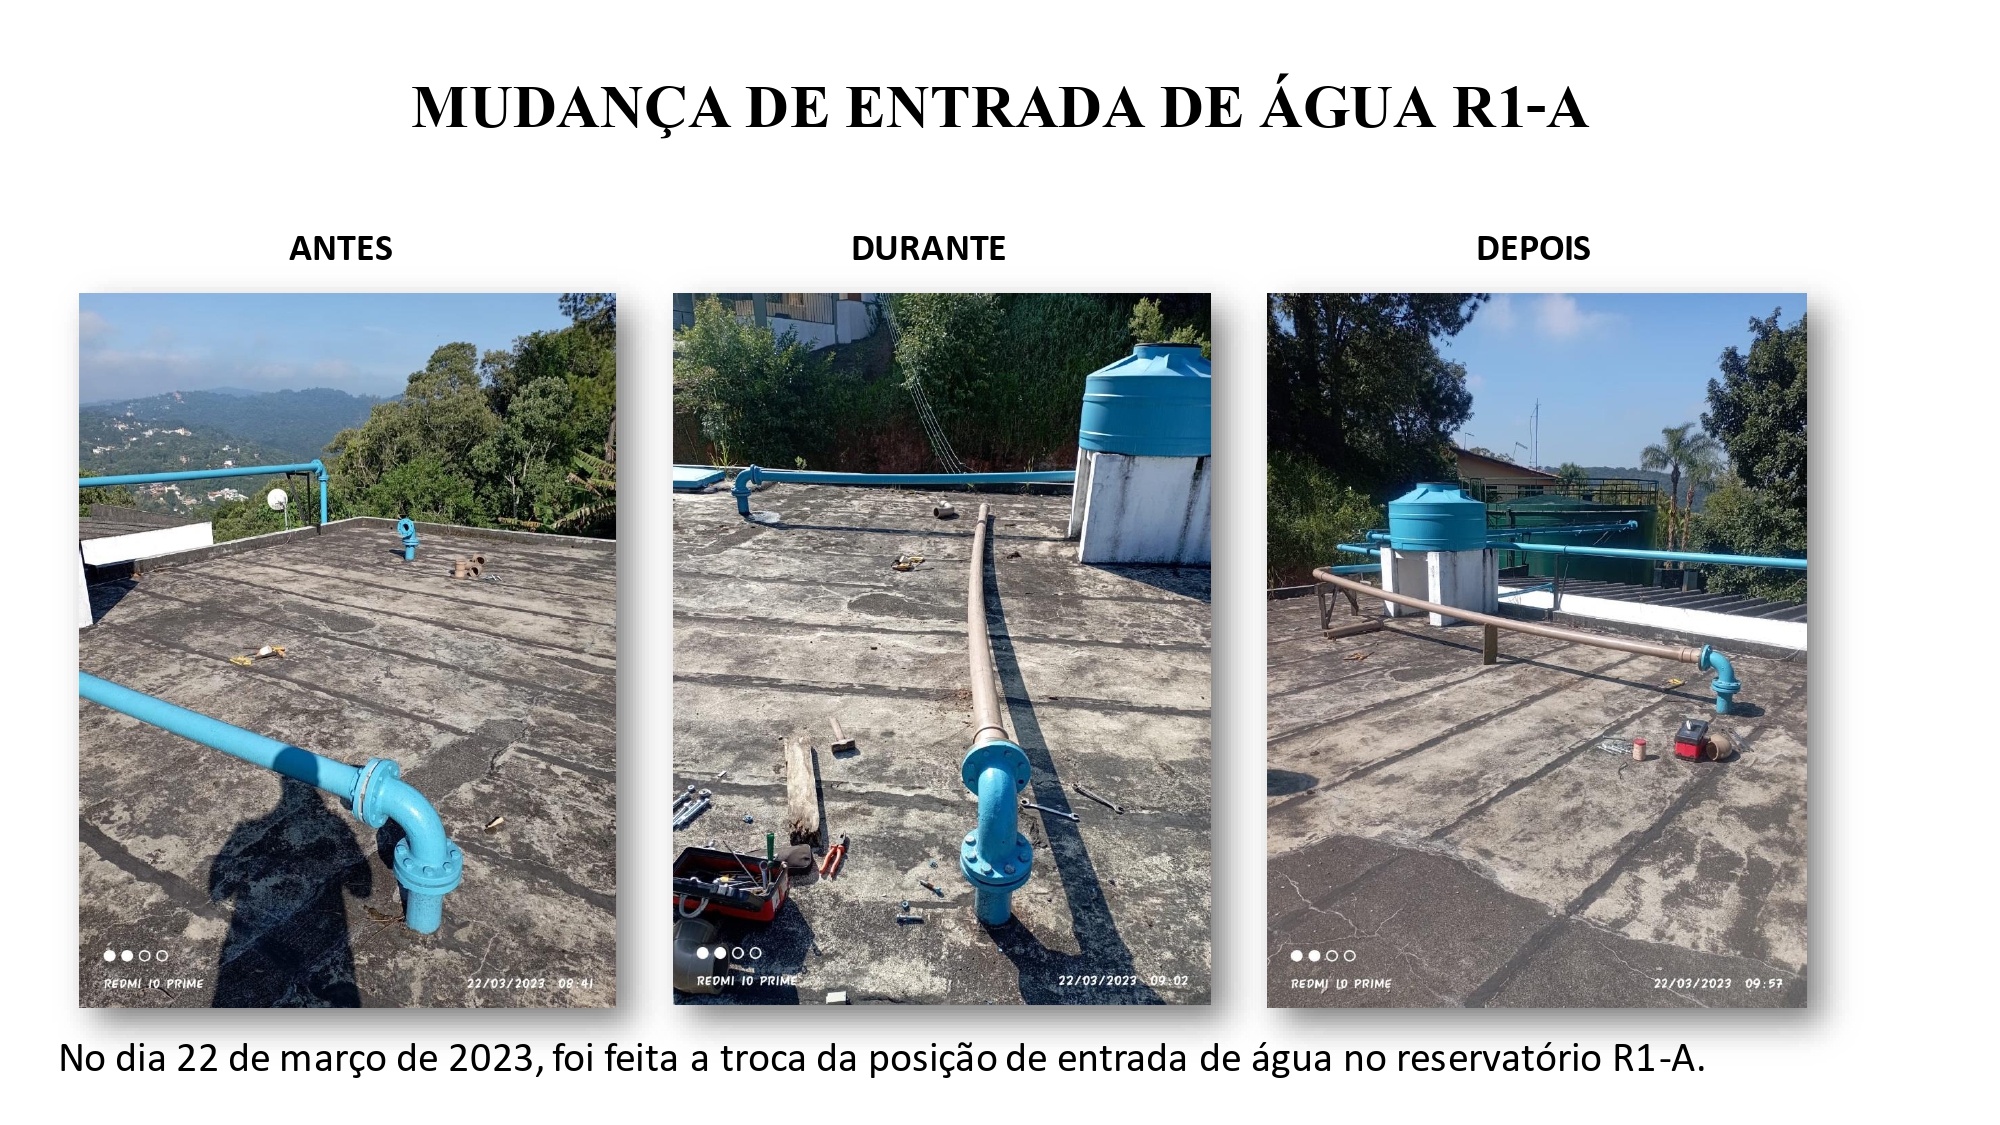 MUDANÇA DE ENTRADA DE ÁGUA R1-A
ANTES
DURANTE
DEPOIS
REDMI 10 PRIME
22/03/2023 08:41
REDMI 10 PRIME
22/03/2023 09:02
REDMI 10 PRIME
22/03/2023 09:57
No dia 22 de março de 2023, foi feita a troca da posição de entrada de água no reservatório R1-A.